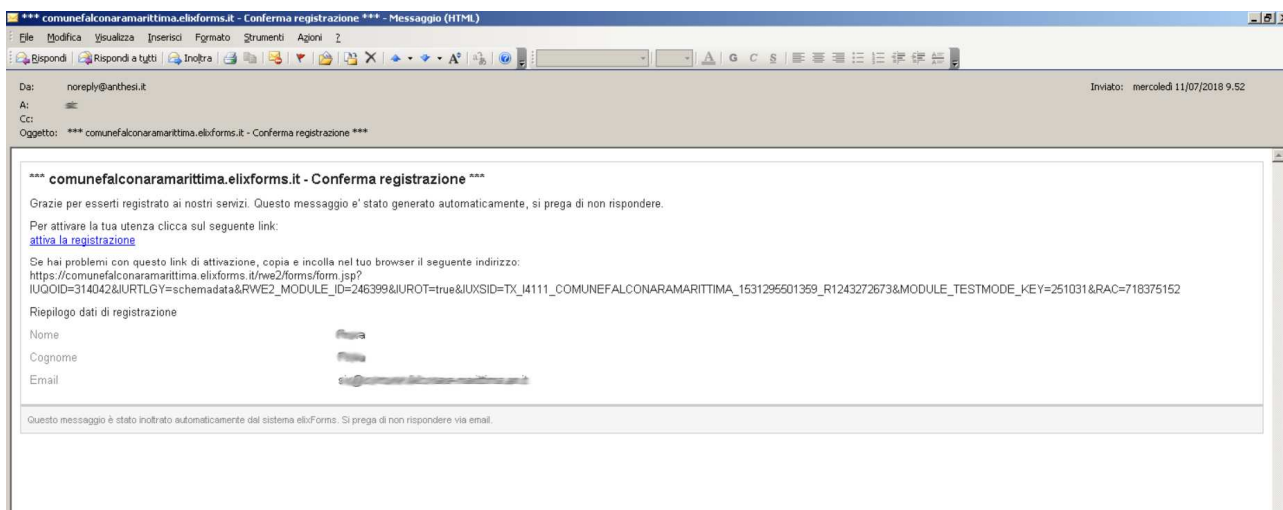 *** comunefalconaramarittima.elixforms.it - Conferma registrazione *** - Messaggio (HTML)
File Modifica Visualizza Inserisci Formato Strumenti Azioni ?
Rispondi Rispondi a tutti Inoltra
G C S
Da: noreply@anthesi.it Inviato: mercoledì 11/07/2018 9.52
A:
Cc:
Oggetto: *** comunefalconaramarittima.elixforms.it - Conferma registrazione ***
*** comunefalconaramarittima.elixforms.it - Conferma registrazione ***
Grazie per esserti registrato ai nostri servizi. Questo messaggio e' stato generato automaticamente, si prega di non rispondere.
Per attivare la tua utenza clicca sul seguente link:
attiva la registrazione
Se hai problemi con questo link di attivazione, copia e incolla nel tuo browser il seguente indirizzo:
https://comunefalconaramarittima.elixforms.it/rwe2/forms/form.jsp?
IUQOID=314042&IURTLGY=schemadata&RWE2_MODULE_ID=246399&IUROT=true&IUXSID=TX_I4111_COMUNEFALCONARAMARITTIMA_1531295501359_R1243272673&MODULE_TESTMODE_KEY=251031&RAC=718375152
Riepilogo dati di registrazione
Nome
Cognome
Email
Questo messaggio è stato inoltrato automaticamente dal sistema elixForms. Si prega di non rispondere via email.